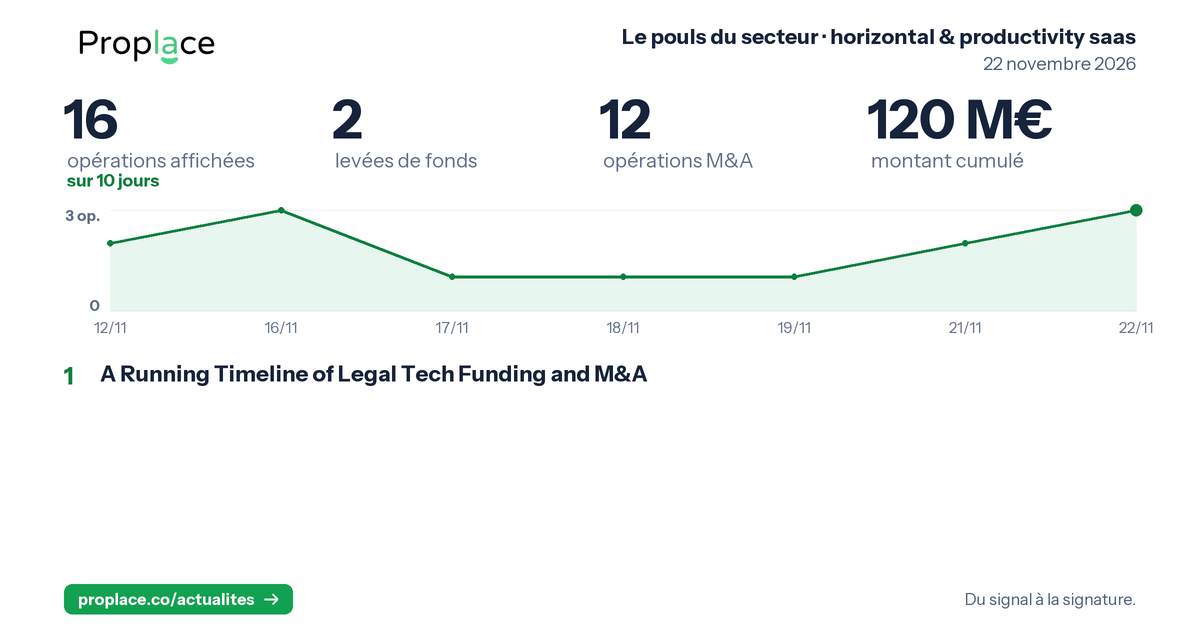 Proplace
Le pouls du secteur · horizontal & productivity saas
22 novembre 2026
16
opérations affichées
sur 10 jours
2
levées de fonds
12
opérations M&A
120 M€
montant cumulé
3 op.
0
12/11
16/11
17/11
18/11
19/11
21/11
22/11
1 A Running Timeline of Legal Tech Funding and M&A
proplace.co/actualites →
Du signal à la signature.